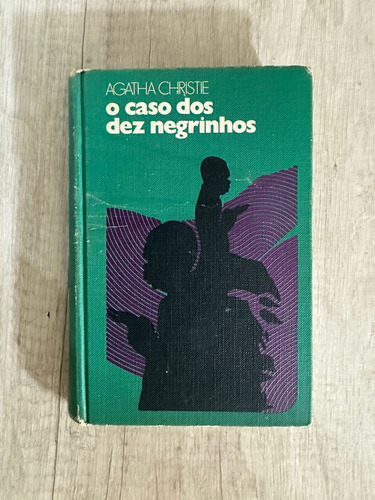 AGATHA CHRISTIE
o caso dos
dez negrinhos